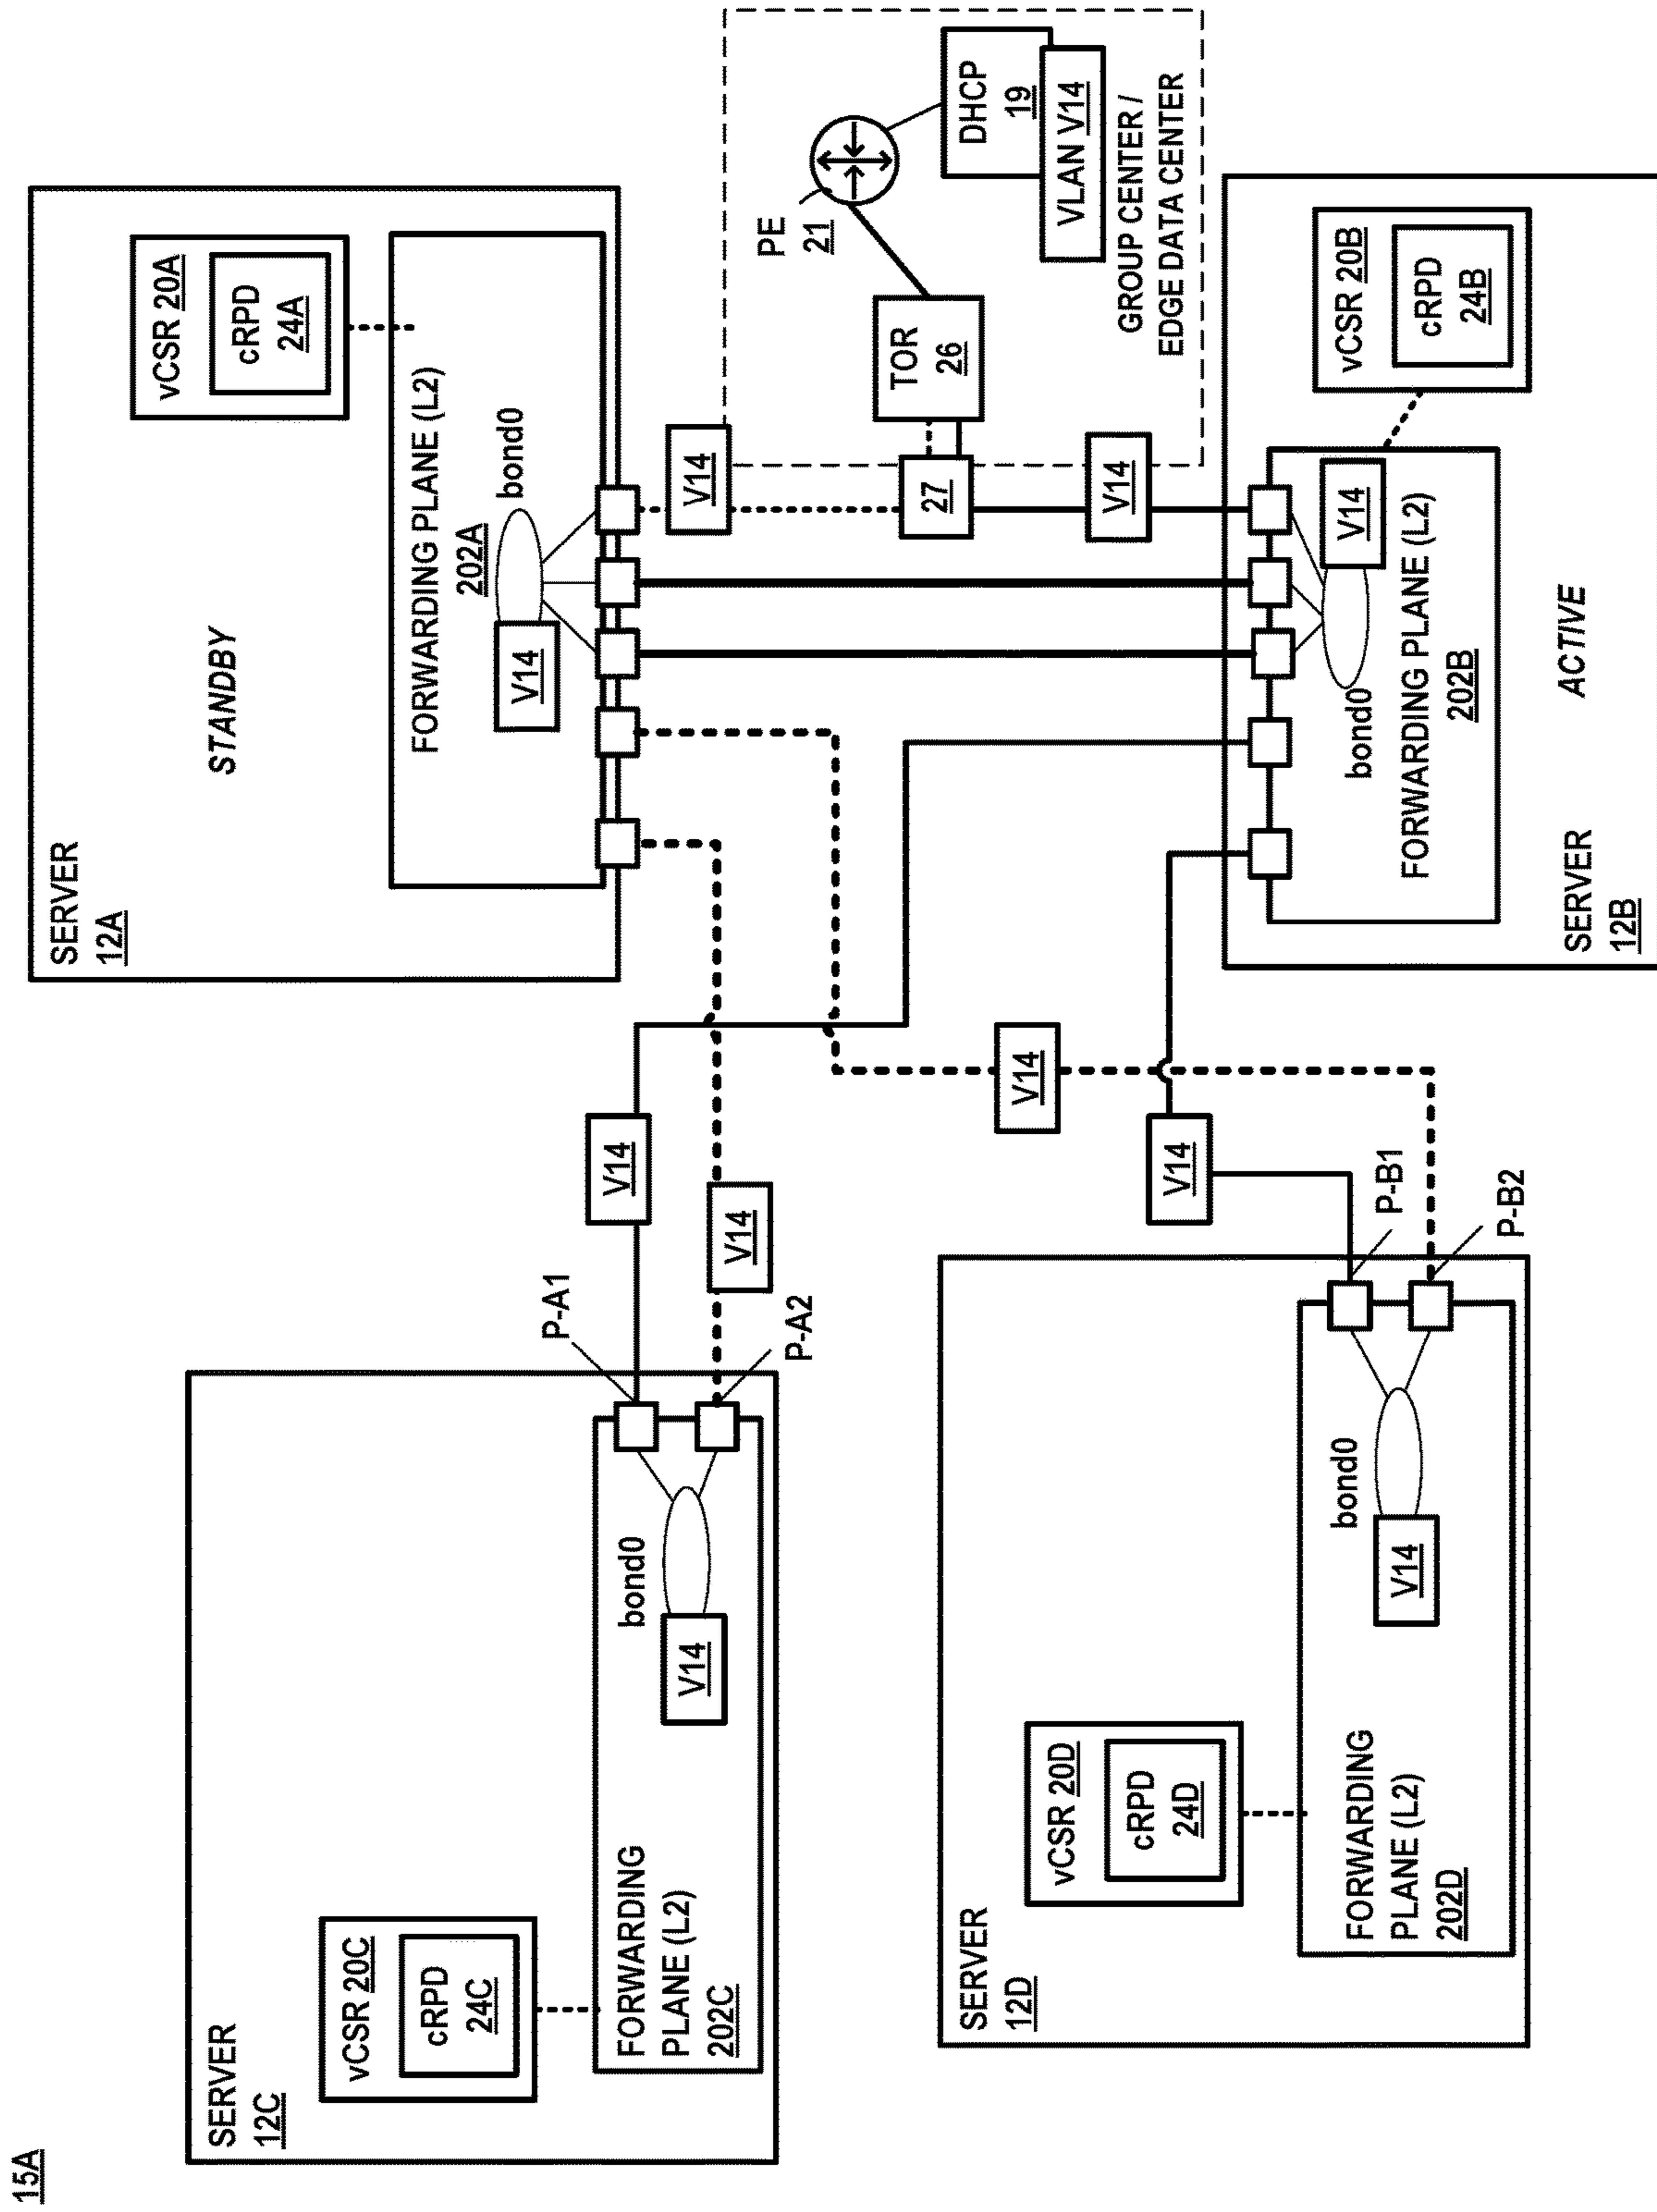 15A
SERVER
12C
vCSR 20C
cRPD
24C
FORWARDING
PLANE (L2)
202C
bond0
V14
P-A1
P-A2
V14
V14
SERVER
12A
STANDBY
vCSR 20A
cRPD
24A
FORWARDING PLANE (L2)
202A
bond0
V14
V14
27
V14
TOR
26
PE
21
DHCP
19
VLAN V14
GROUP CENTER /
EDGE DATA CENTER
SERVER
12D
vCSR 20D
cRPD
24D
FORWARDING
PLANE (L2)
202D
bond0
V14
P-B1
P-B2
V14
V14
SERVER
12B
ACTIVE
vCSR 20B
cRPD
24B
V14
bond0
FORWARDING PLANE (L2)
202B